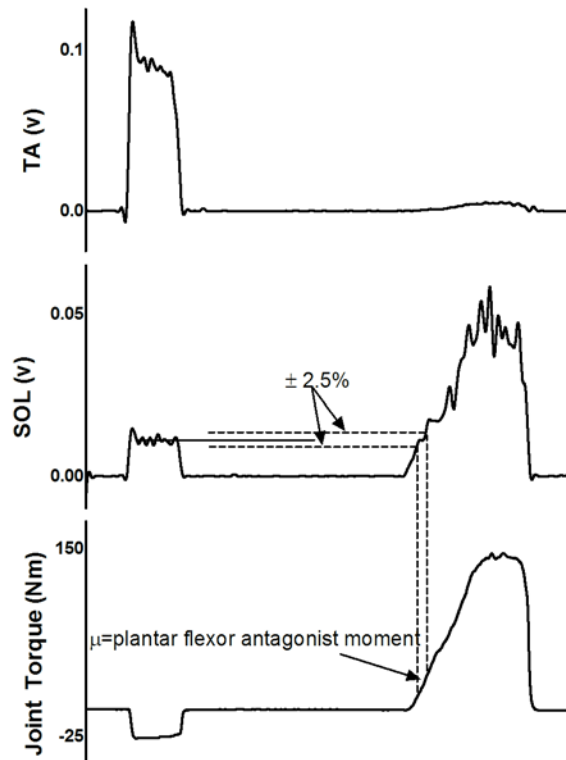 0.1
TA (v)
0.0
0.05
SOL (v)
± 2.5%
0.00
150
Joint Torque (Nm)
μ=plantar flexor antagonist moment
-25